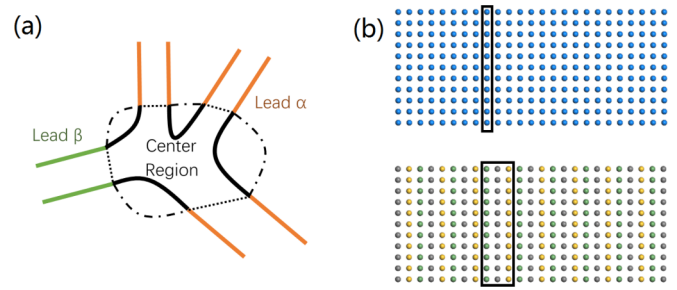 (a)
Lead α
Lead β
Center
Region
(b)